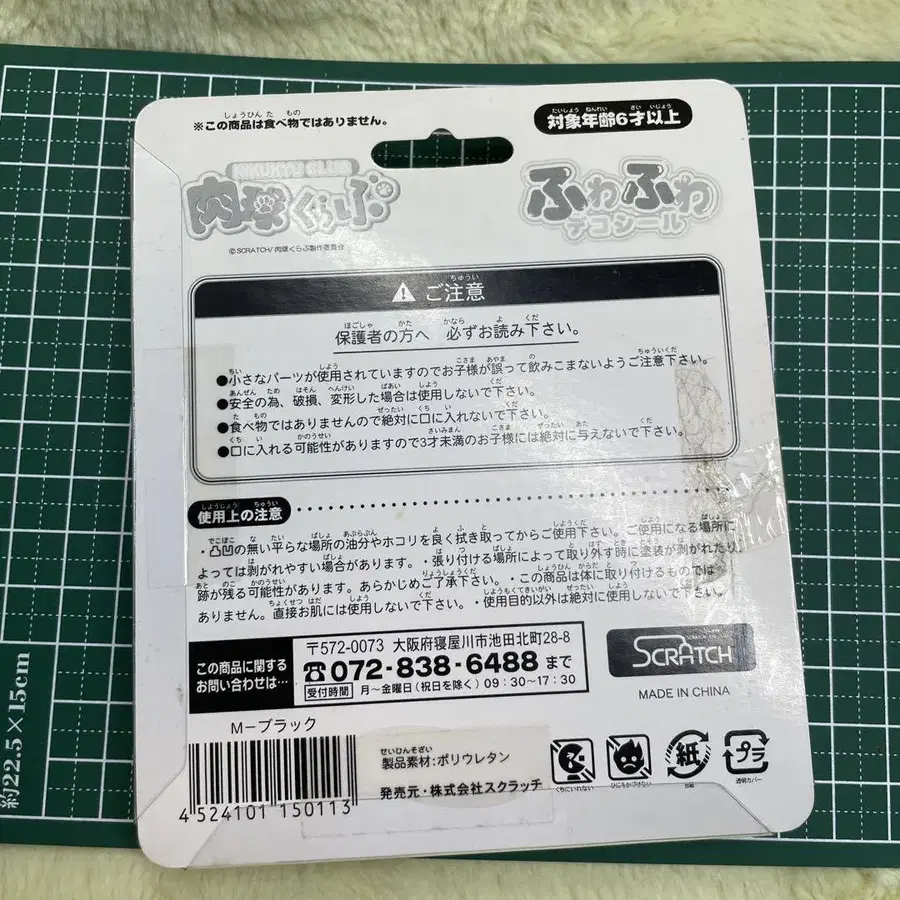 ※この商品は食べ物ではありません。
対象年齢6才以上
NIKUKYU CLUB
肉球くらぶ
ふわふわ
デコシール
©SCRATCH/ 肉球くらぶ製作委員会
ご注意
保護者の方へ 必ずお読み下さい。
●小さなパーツが使用されていますのでお子様が誤って飲みこまないようご注意下さい。
●安全の為、破損、変形した場合は使用しないで下さい。
●食べ物ではありませんので絶対に口に入れないで下さい。
●口に入れる可能性がありますので3才未満のお子様には絶対に与えないで下さい。
使用上の注意
・凸凹の無い平らな場所の油分やホコリを良く拭き取ってからご使用下さい。ご使用になる場所に
よっては剥がれやすい場合があります。・張り付ける場所によって取り外す時に塗装が剥がれたり、
跡が残る可能性があります。あらかじめご了承下さい。・この商品は体に取り付けるものでは
ありません。直接お肌には使用しないで下さい。・使用目的以外は絶対に使用しないで下さい。
この商品に関する
お問い合わせは…
〒572-0073 大阪府寝屋川市池田北町28-8
☎072-838-6488 まで
受付時間 月～金曜日(祝日を除く) 09:30～17:30
SCRATCH
MADE IN CHINA
M−ブラック
4 524101 150113
製品素材:ポリウレタン
発売元・株式会社スクラッチ
くちにいれない
ひにちかづけない
紙
台紙
プラ
透明カバー
約22.5×15cm